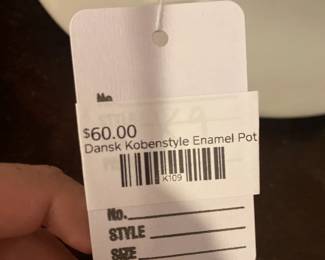 No.
$60.00
Dansk Kobenstyle Enamel Pot
K109
No.
STYLE
SIZE